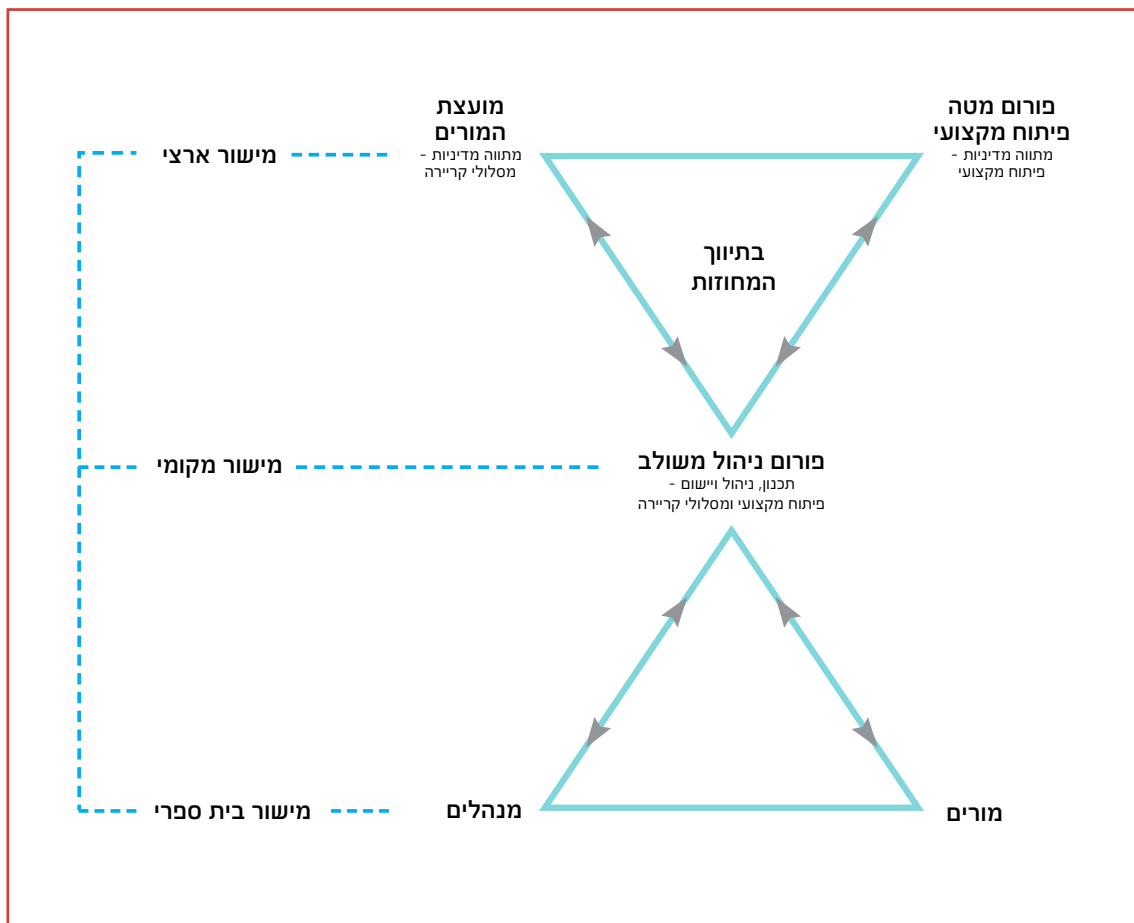 פורום מטה
פיתוח מקצועי
מתווה מדיניות -
פיתוח מקצועי
מועצת
המורים
מתווה מדיניות -
מסלולי קריירה
מישור ארצי
בתיווך
המחוזות
פורום ניהול משולב
תכנון, ניהול ויישום -
פיתוח מקצועי ומסלולי קריירה
מישור מקומי
מורים
מנהלים
מישור בית ספרי